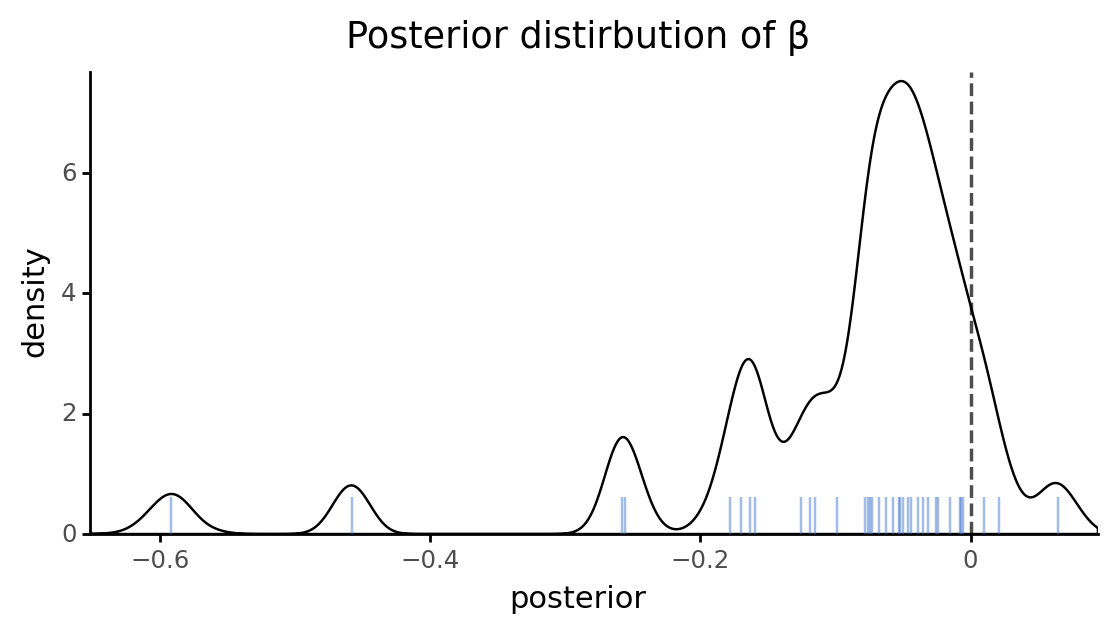 Posterior distirbution of β
density
6
4
2
0
−0.6
−0.4
−0.2
0
posterior